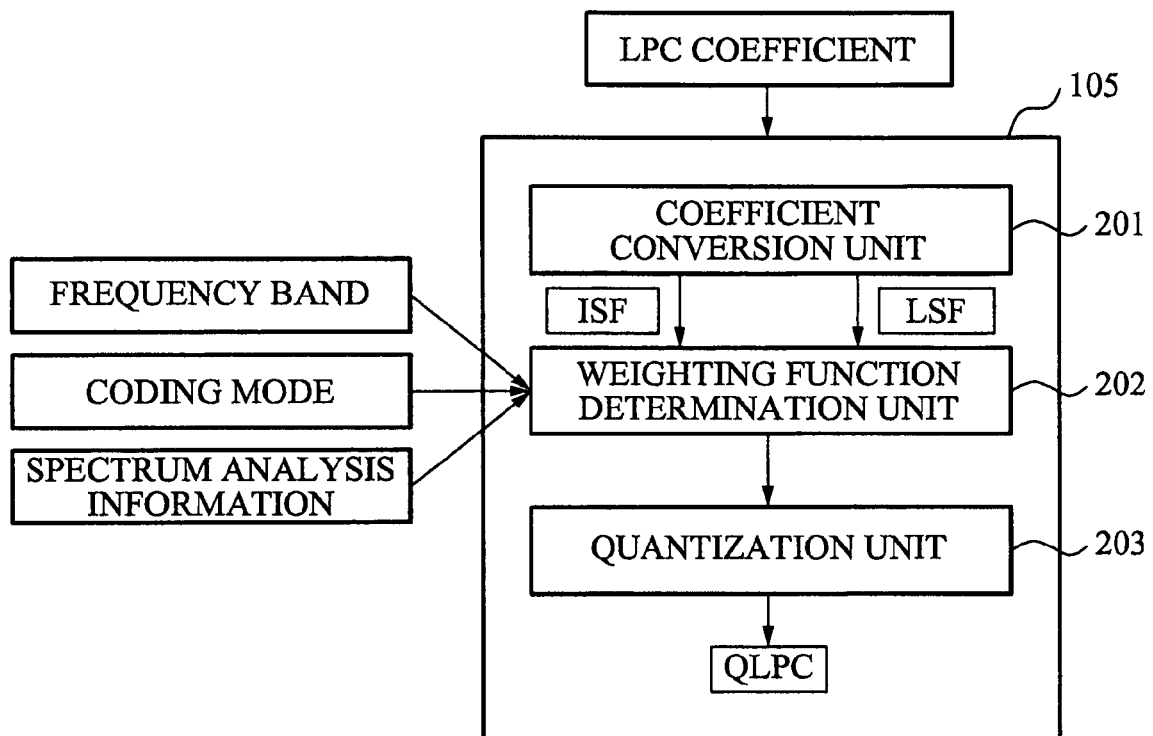 LPC COEFFICIENT
105
COEFFICIENT
CONVERSION UNIT
201
FREQUENCY BAND
ISF
LSF
CODING MODE
WEIGHTING FUNCTION
DETERMINATION UNIT
202
SPECTRUM ANALYSIS
INFORMATION
QUANTIZATION UNIT
203
QLPC